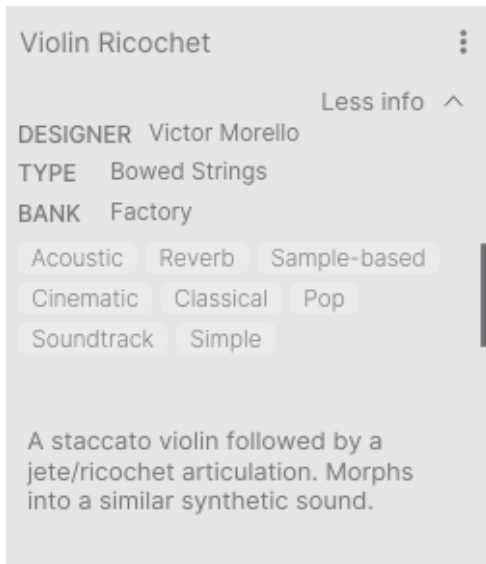 Violin Ricochet
Less info
DESIGNER Victor Morello
TYPE Bowed Strings
BANK Factory
Acoustic Reverb Sample-based
Cinematic Classical Pop
Soundtrack Simple
A staccato violin followed by a
jete/ricochet articulation. Morphs
into a similar synthetic sound.